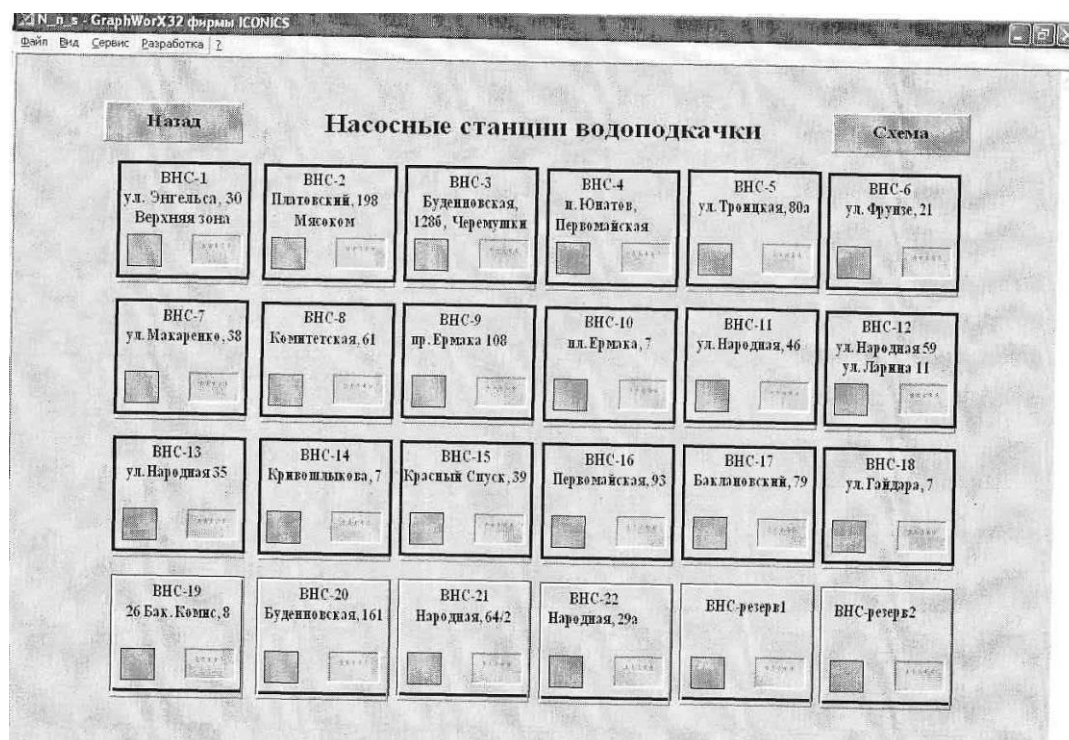 N_n_s - GraphWorX32 фирмы ICONICS
Файл Вид Сервис Разработка ?
Назад
Насосные станции водоподкачки
Схема
ВНС-1
ул. Энгельса, 30
Верхняя зона
ВНС-2
Платовский, 198
Мясоком
ВНС-3
Буденновская,
128б, Черемушки
ВНС-4
п. Юнатов,
Первомайская
ВНС-5
ул. Троицкая, 80а
ВНС-6
ул. Фрунзе, 21
ВНС-7
ул. Макаренко, 38
ВНС-8
Комитетская, 61
ВНС-9
пр. Ермака 108
ВНС-10
пл. Ермака, 7
ВНС-11
ул. Народная, 46
ВНС-12
ул. Народная 59
ул. Ларина 11
ВНС-13
ул. Народная 35
ВНС-14
Кривошлыкова, 7
ВНС-15
Красный Спуск, 39
ВНС-16
Первомайская, 93
ВНС-17
Баклановский, 79
ВНС-18
ул. Гайдара, 7
ВНС-19
26 Бак. Комис, 8
ВНС-20
Буденновская, 161
ВНС-21
Народная, 64/2
ВНС-22
Народная, 29а
ВНС-резерв1
ВНС-резерв2